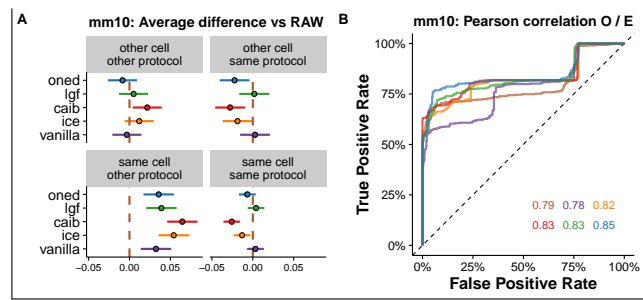 A
mm10: Average difference vs RAW
other cell
other protocol
other cell
same protocol
oned
lgf
caib
ice
vanilla
same cell
other protocol
same cell
same protocol
oned
lgf
caib
ice
vanilla
−0.05 0.00 0.05 −0.05 0.00 0.05
B
mm10: Pearson correlation O / E
True Positive Rate
100%
75%
50%
25%
0%
0.79 0.78 0.82
0.83 0.83 0.85
0% 25% 50% 75% 100%
False Positive Rate